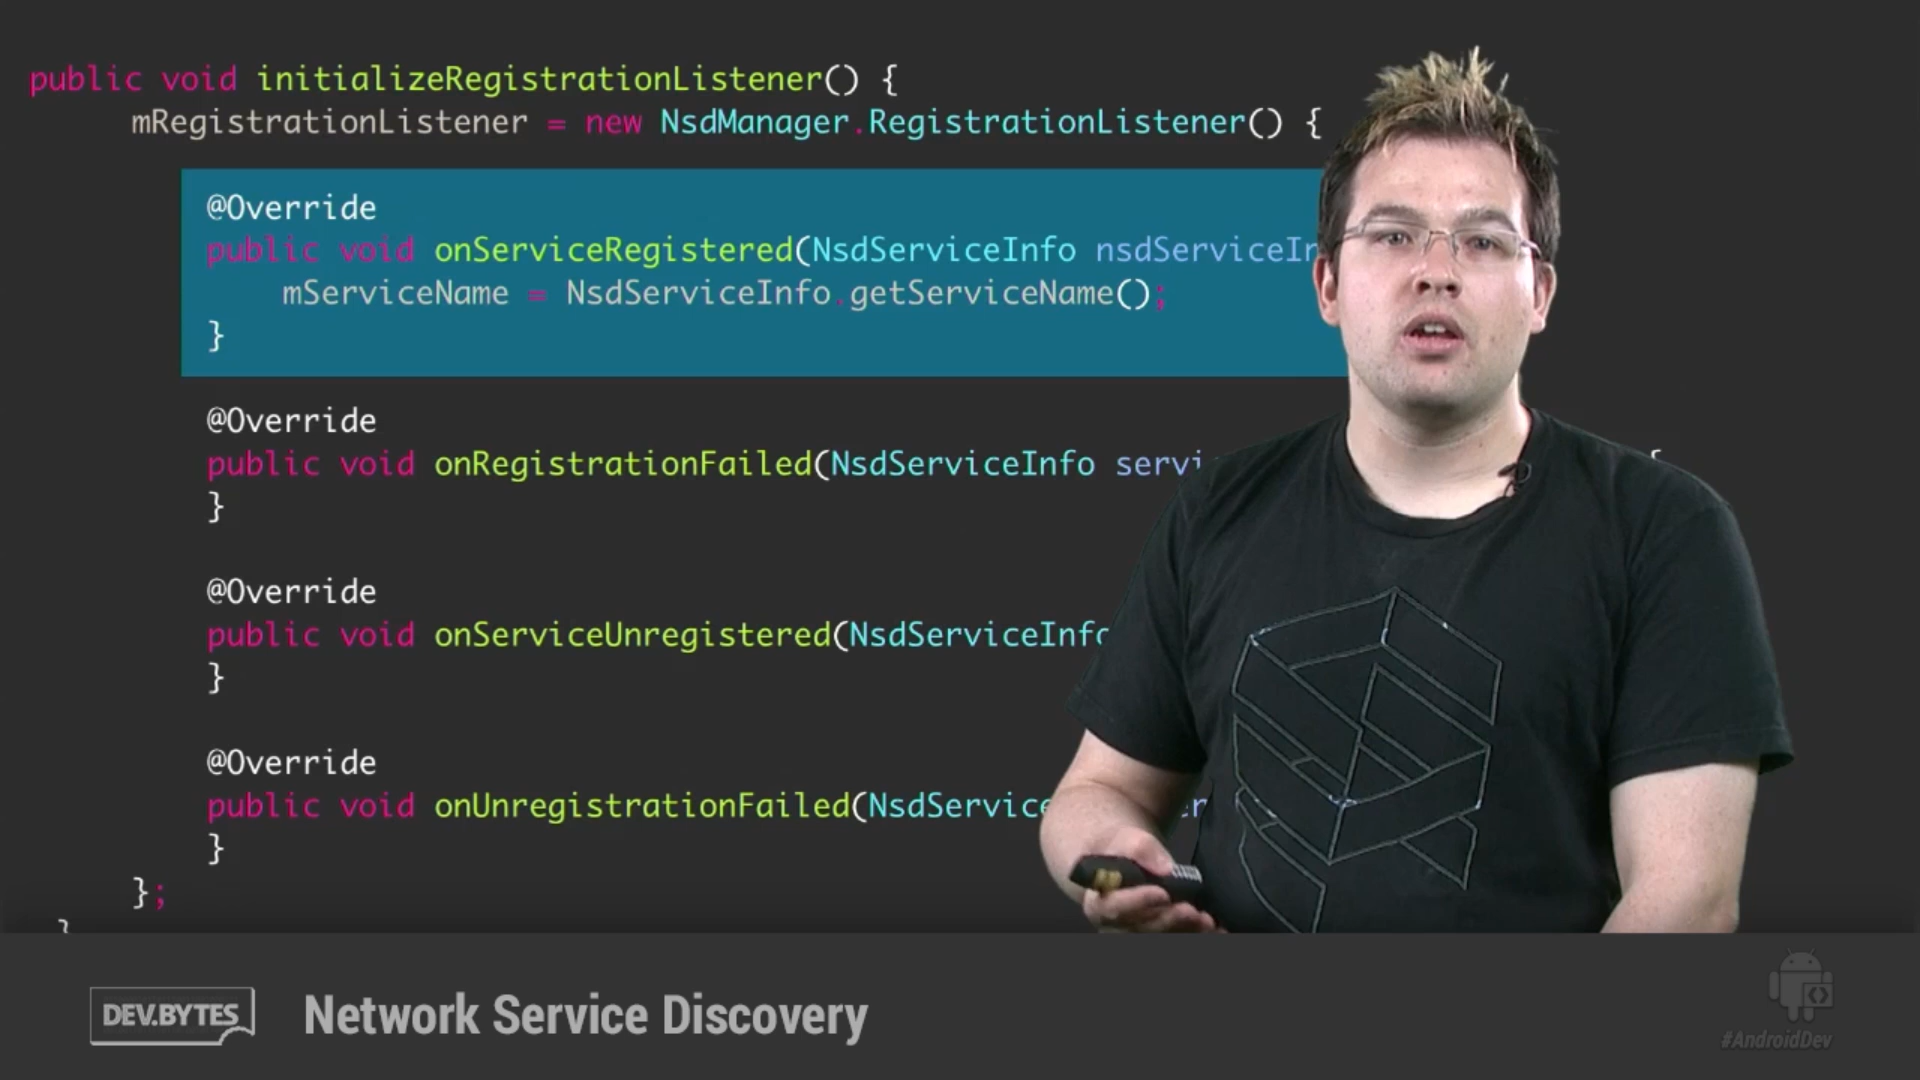 public void initializeRegistrationListener() {
mRegistrationListener = new NsdManager.RegistrationListener() {
@Override
public void onServiceRegistered(NsdServiceInfo nsdServiceIn
mServiceName = NsdServiceInfo.getServiceName();
}
@Override
public void onRegistrationFailed(NsdServiceInfo servi {
}
@Override
public void onServiceUnregistered(NsdServiceInfo
}
@Override
public void onUnregistrationFailed(NsdService er
}
};
}
DEV.BYTES Network Service Discovery
#AndroidDev